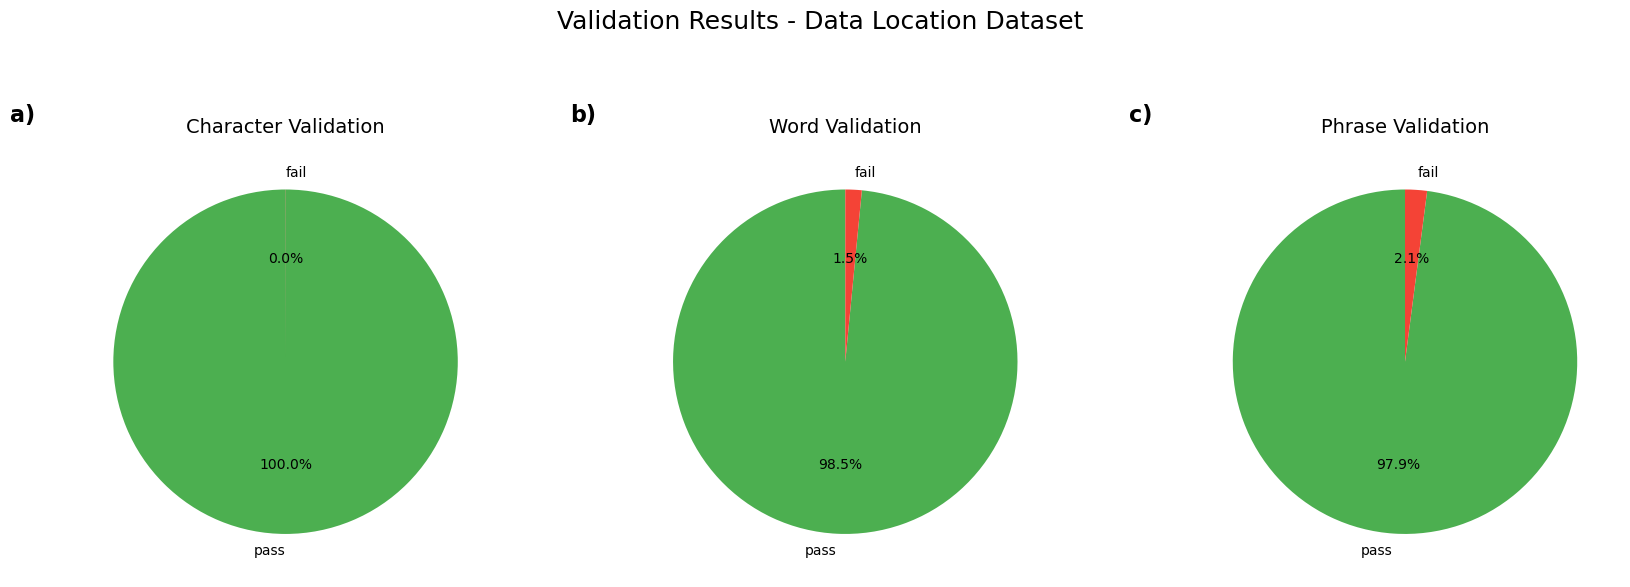 Validation Results - Data Location Dataset
a)
Character Validation
fail
0.0%
100.0%
pass
b)
Word Validation
fail
1.5%
98.5%
pass
c)
Phrase Validation
fail
2.1%
97.9%
pass